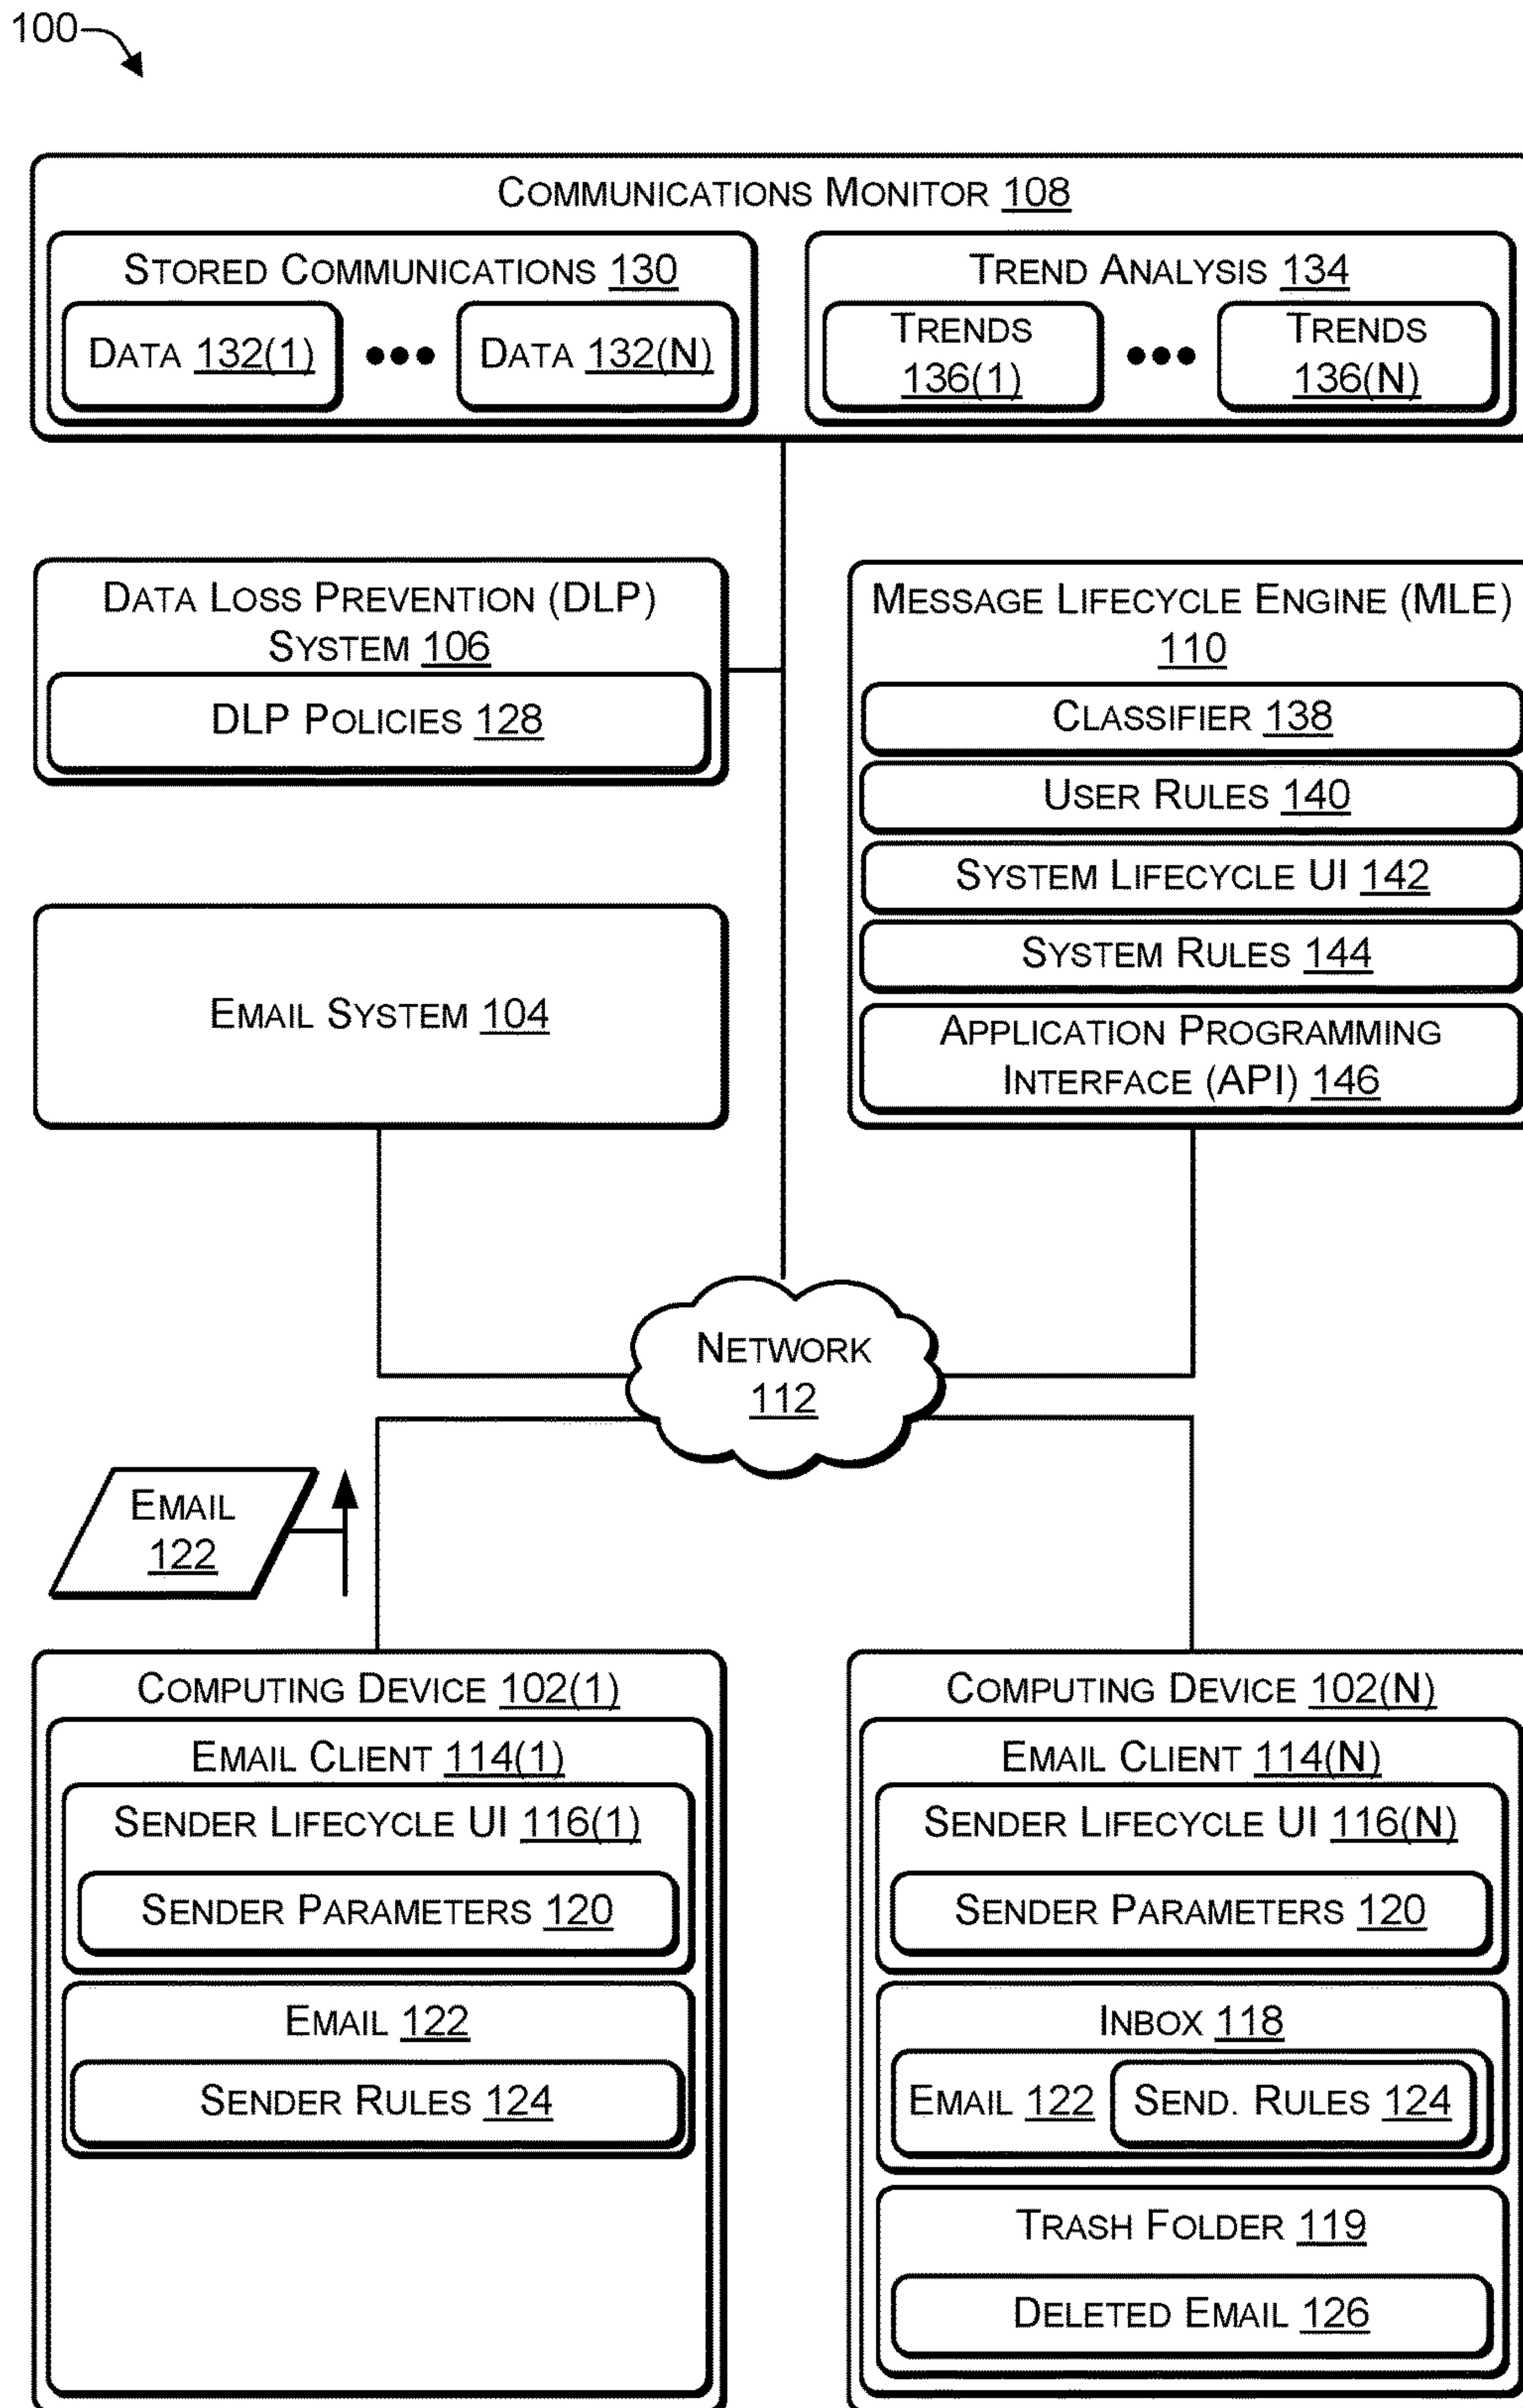 100
COMMUNICATIONS MONITOR 108
STORED COMMUNICATIONS 130
DATA 132(1) ●●● DATA 132(N)
TREND ANALYSIS 134
TRENDS
136(1)
●●●
TRENDS
136(N)
DATA LOSS PREVENTION (DLP)
SYSTEM 106
DLP POLICIES 128
MESSAGE LIFECYCLE ENGINE (MLE)
110
CLASSIFIER 138
USER RULES 140
SYSTEM LIFECYCLE UI 142
SYSTEM RULES 144
APPLICATION PROGRAMMING
INTERFACE (API) 146
EMAIL SYSTEM 104
NETWORK
112
EMAIL
122
COMPUTING DEVICE 102(1)
EMAIL CLIENT 114(1)
SENDER LIFECYCLE UI 116(1)
SENDER PARAMETERS 120
EMAIL 122
SENDER RULES 124
COMPUTING DEVICE 102(N)
EMAIL CLIENT 114(N)
SENDER LIFECYCLE UI 116(N)
SENDER PARAMETERS 120
INBOX 118
EMAIL 122 SEND. RULES 124
TRASH FOLDER 119
DELETED EMAIL 126